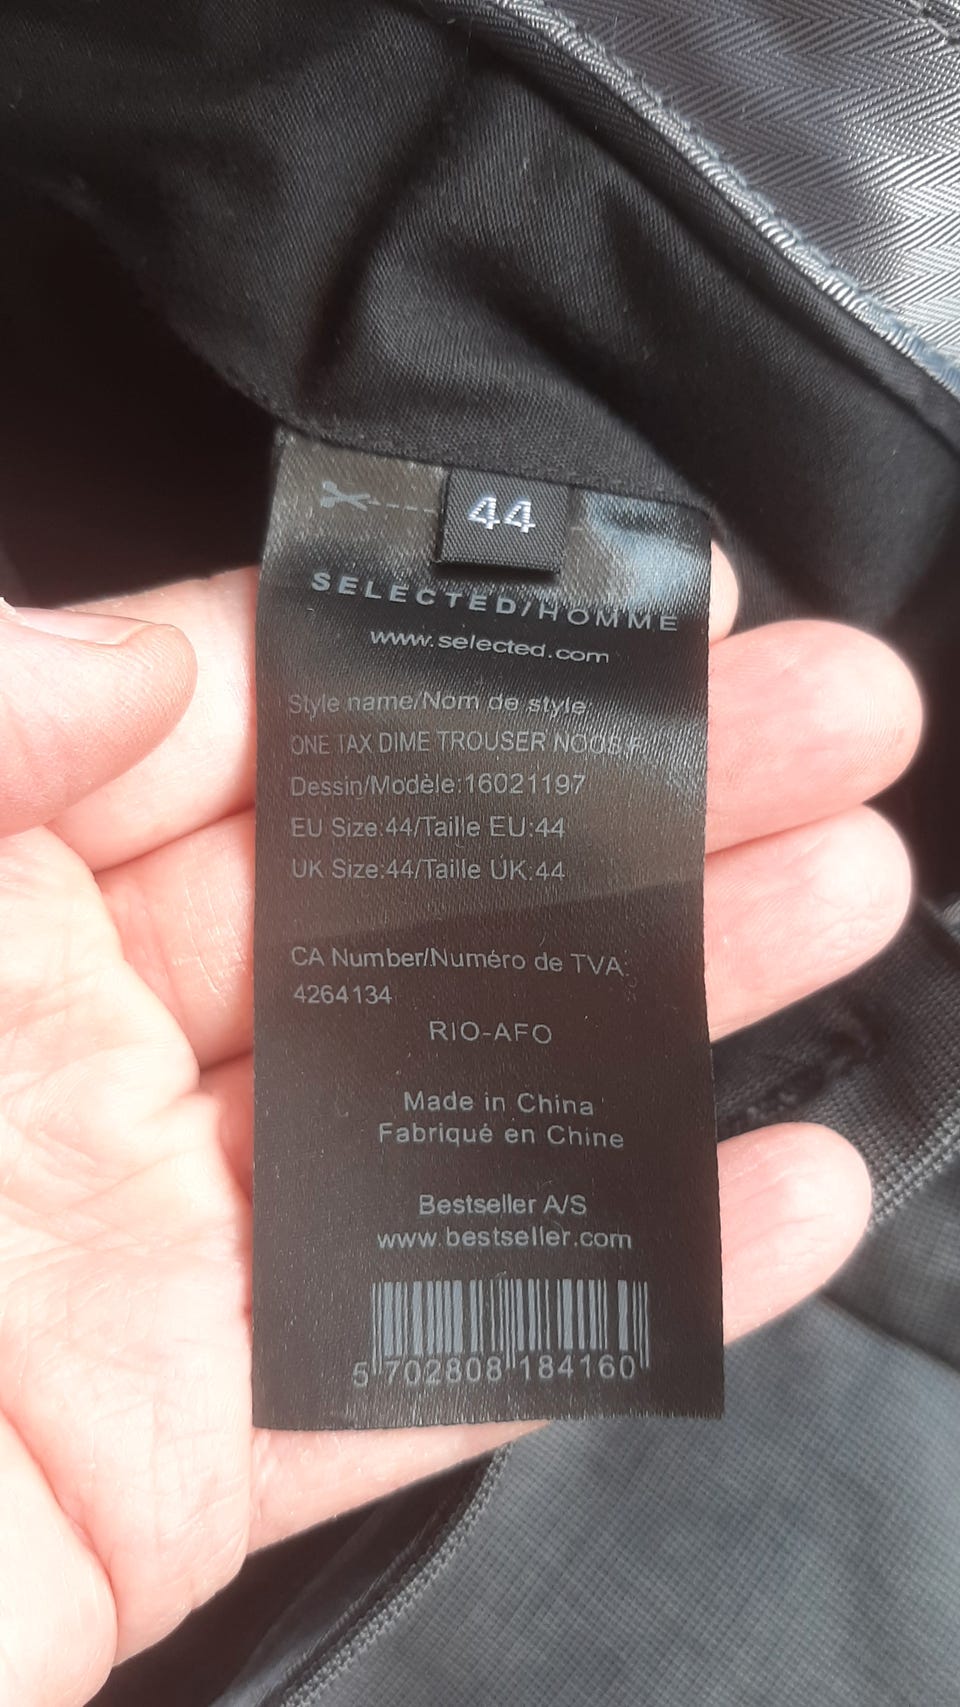 44
SELECTED/HOMME
www.selected.com
Style name/Nom de style:
ONE TAX DIME TROUSER NOOS F
Dessin/Modèle:16021197
EU Size:44/Taille EU:44
UK Size:44/Taille UK:44
CA Number/Numéro de TVA:
4264134
RIO-AFO
Made in China
Fabriqué en Chine
Bestseller A/S
www.bestseller.com
5 702808 184160